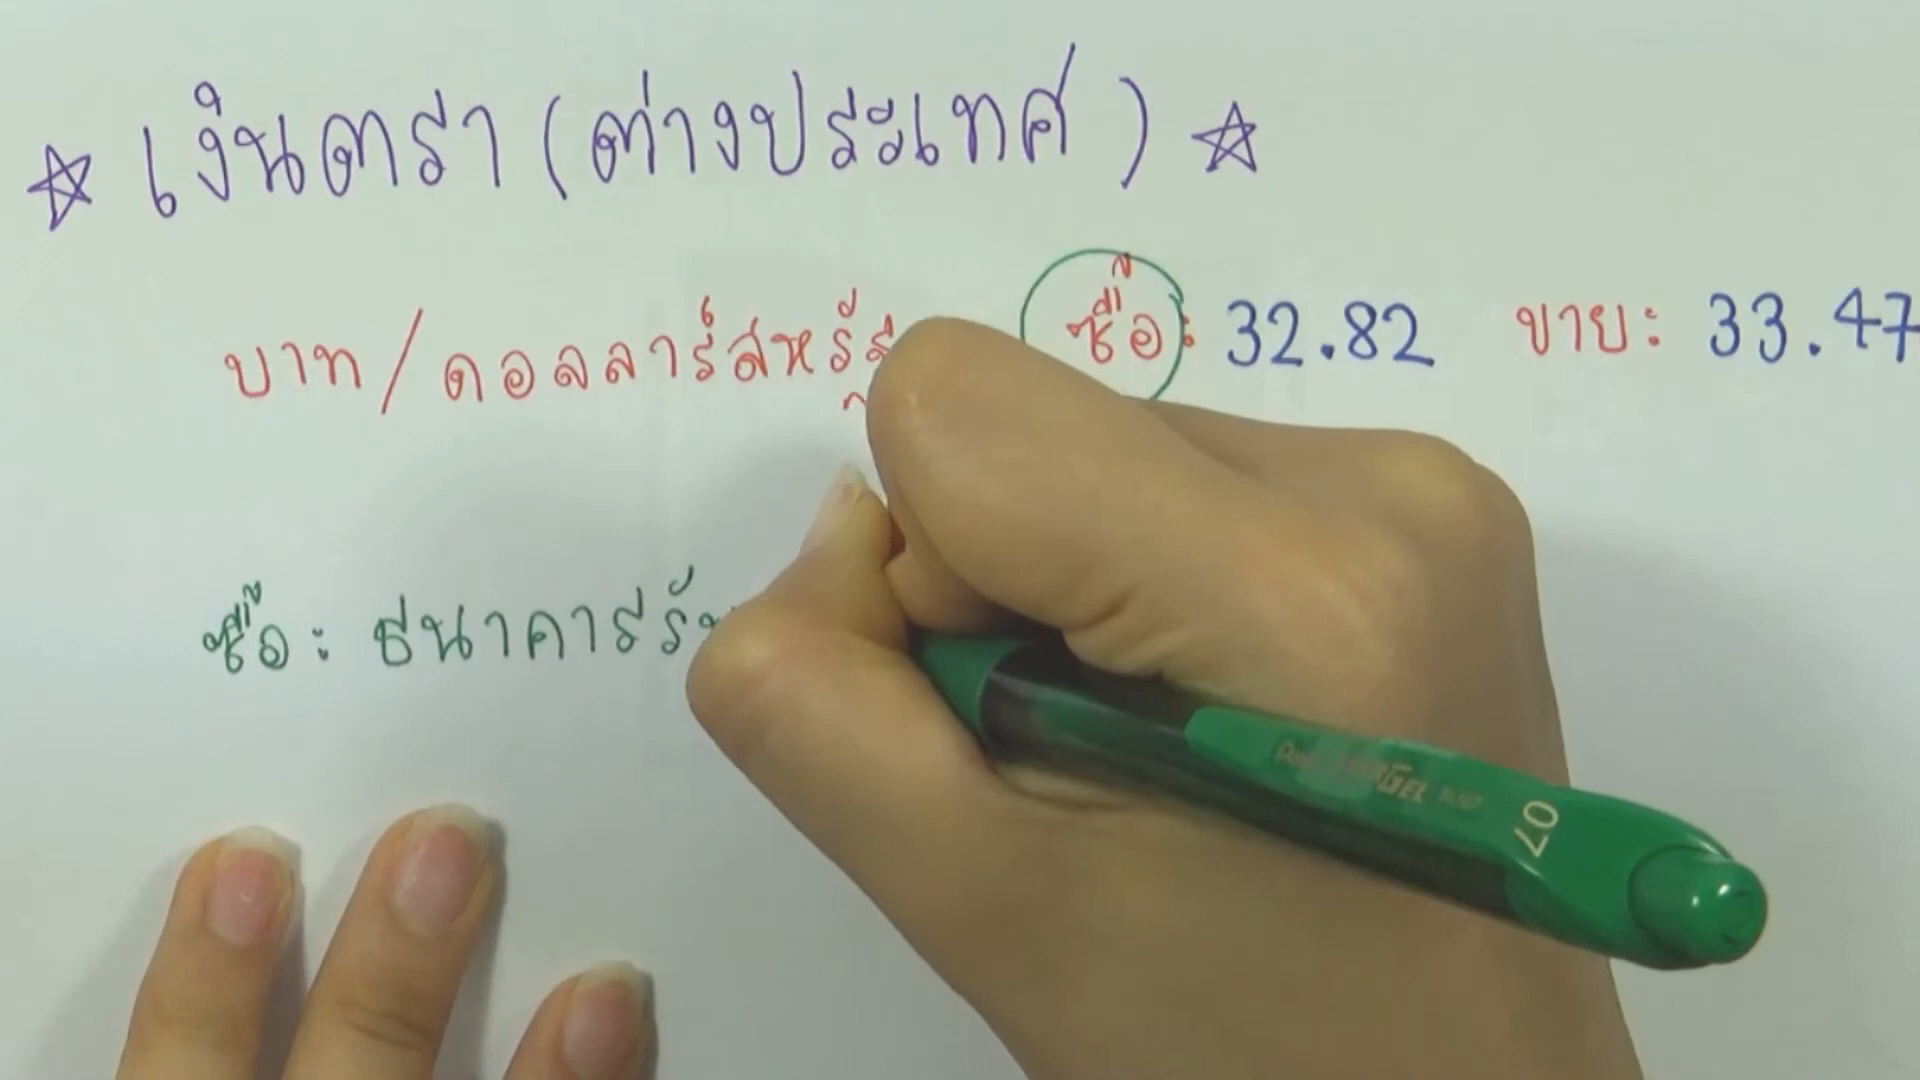 ☆ เงินตรา (ต่างประเทศ) ☆
บาท/ดอลลาร์สหรั ซื้อ: 32.82 ขาย: 33.47
ซื้อ: ธนาคารรั
GEL 07